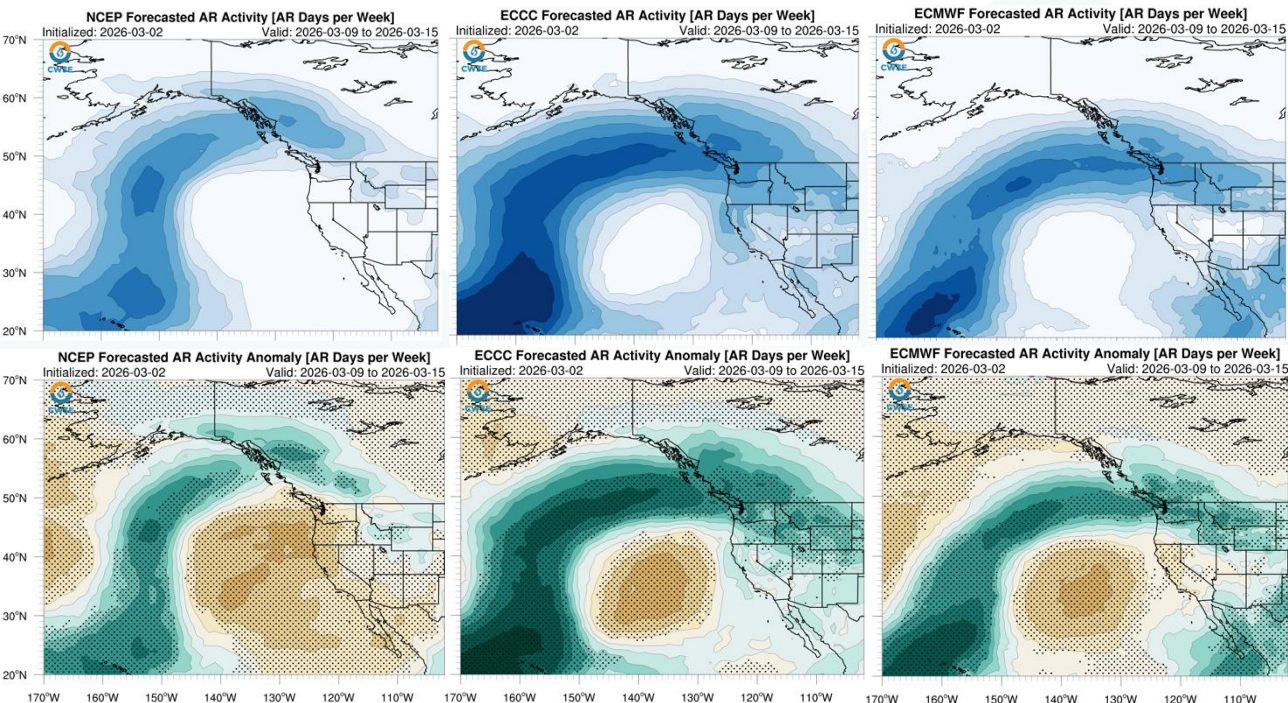 NCEP Forecasted AR Activity [AR Days per Week]
Initialized: 2026-03-02 Valid: 2026-03-09 to 2026-03-15
ECCC Forecasted AR Activity [AR Days per Week]
Initialized: 2026-03-02 Valid: 2026-03-09 to 2026-03-15
ECMWF Forecasted AR Activity [AR Days per Week]
Initialized: 2026-03-02 Valid: 2026-03-09 to 2026-03-15
CW3E
CW3E
CW3E
70°N
60°N
50°N
40°N
30°N
20°N
NCEP Forecasted AR Activity Anomaly [AR Days per Week]
Initialized: 2026-03-02 Valid: 2026-03-09 to 2026-03-15
ECCC Forecasted AR Activity Anomaly [AR Days per Week]
Initialized: 2026-03-02 Valid: 2026-03-09 to 2026-03-15
ECMWF Forecasted AR Activity Anomaly [AR Days per Week]
Initialized: 2026-03-02 Valid: 2026-03-09 to 2026-03-15
CW3E
CW3E
CW3E
70°N
60°N
50°N
40°N
30°N
20°N
170°W 160°W 150°W 140°W 130°W 120°W 110°W
170°W 160°W 150°W 140°W 130°W 120°W 110°W
170°W 160°W 150°W 140°W 130°W 120°W 110°W